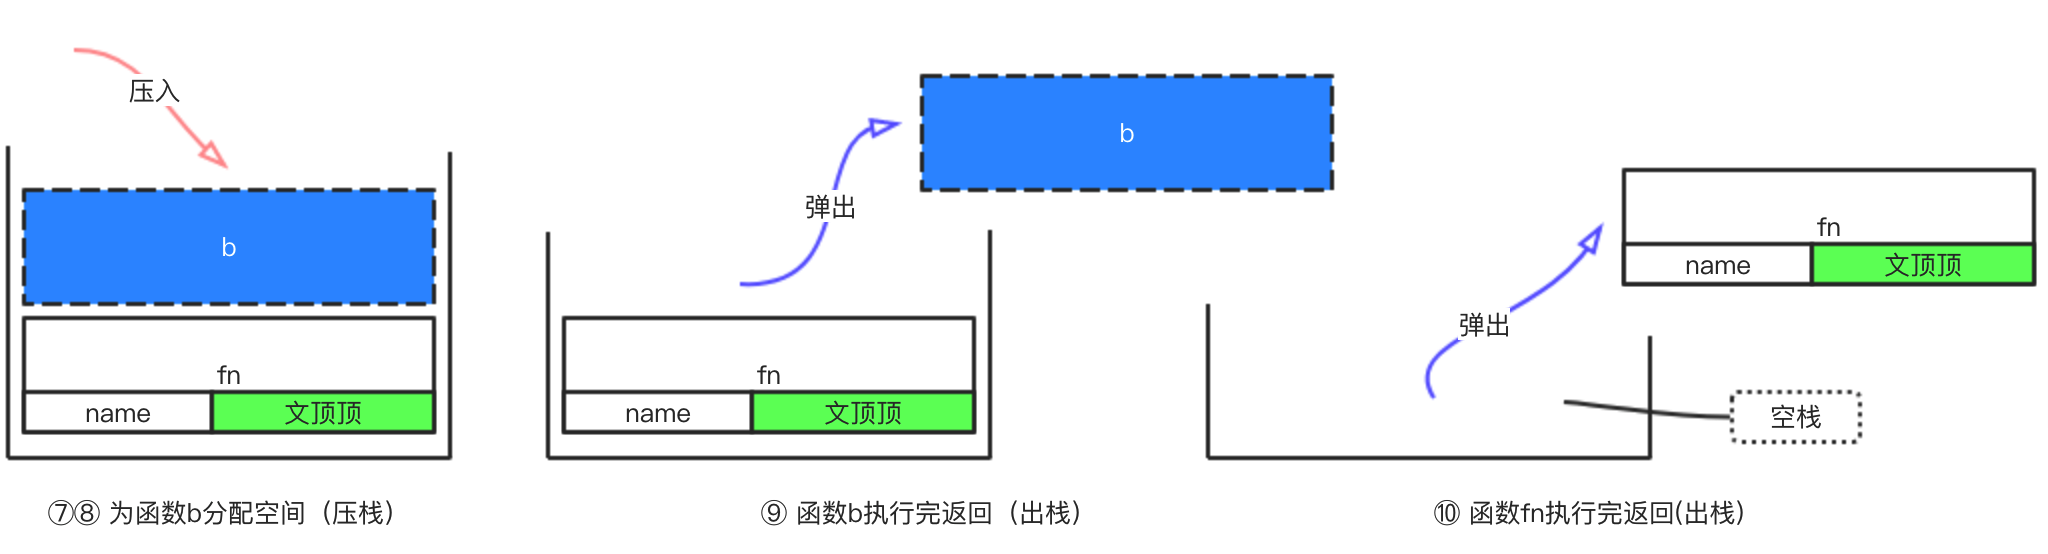 压入
b
fn
name 文顶顶
⑦⑧ 为函数b分配空间（压栈）
b
弹出
fn
name 文顶顶
⑨ 函数b执行完返回（出栈）
fn
name 文顶顶
弹出
空栈
⑩ 函数fn执行完返回(出栈)